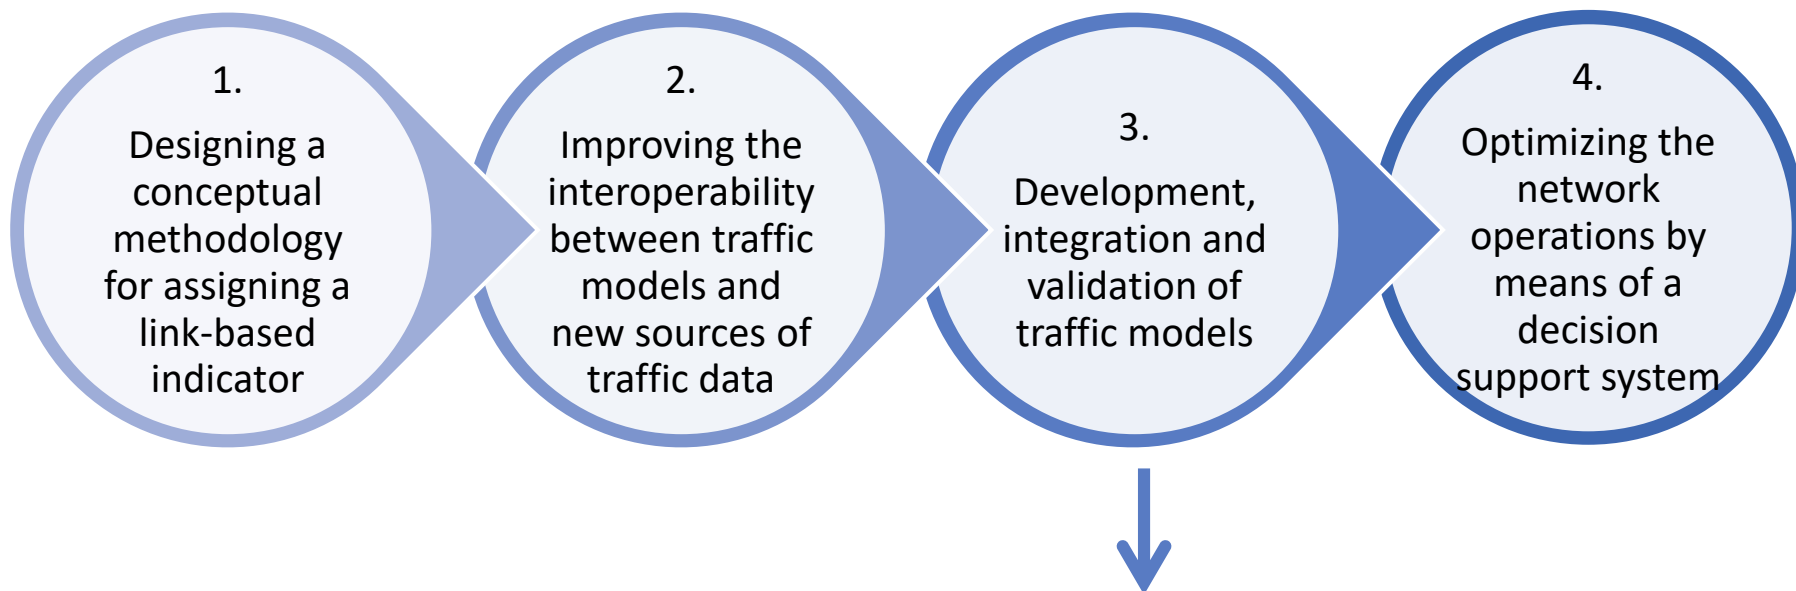 1.
Designing a
conceptual
methodology
for assigning a
link-based
indicator
2.
Improving the
interoperability
between traffic
models and
new sources of
traffic data
3.
Development,
integration and
validation of
traffic models
4.
Optimizing the
network
operations by
means of a
decision
support system